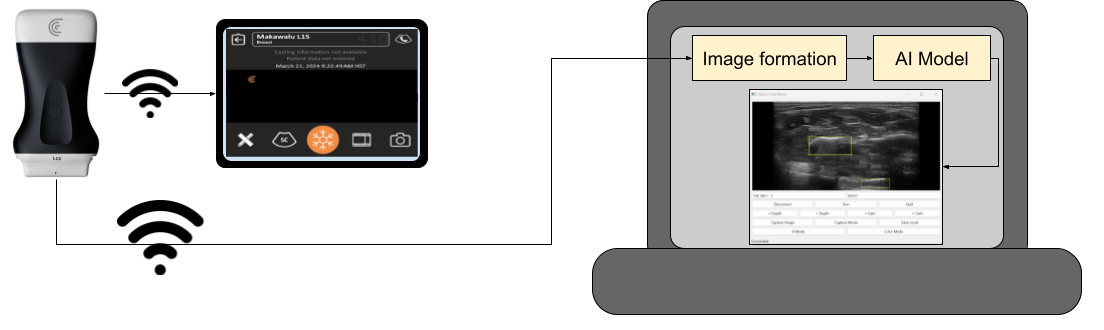 L15
Makawalu L15
Breast
Casting information not available
Patient data not entered
March 21, 2024 9:22:49 AM HST
SC
Image formation
AI Model
Disconnect
Run
Quit
< Depth
> Depth
< Gain
> Gain
Capture Image
Capture Movie
Save Local
B Mode
Color Mode
Connected